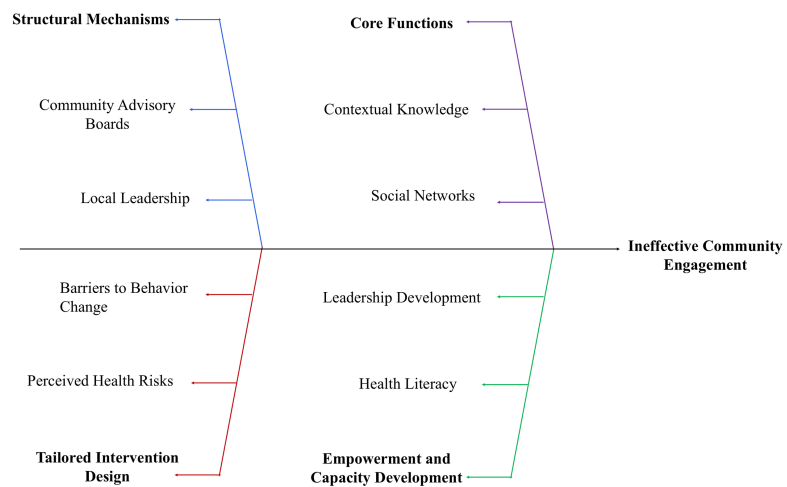 Structural Mechanisms
Community Advisory
Boards
Local Leadership
Core Functions
Contextual Knowledge
Social Networks
Ineffective Community
Engagement
Barriers to Behavior
Change
Perceived Health Risks
Tailored Intervention
Design
Leadership Development
Health Literacy
Empowerment and
Capacity Development